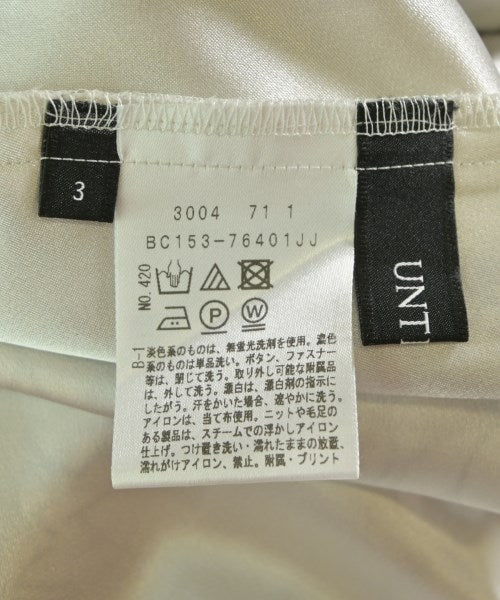 3
3004 71 1
BC153-76401JJ
NO.420
P W
B-1
淡色系のものは、無蛍光洗剤を使用。濃色
系のものは単品洗い。ボタン、ファスナー
等は、閉じて洗う。取り外し可能な附属品
は、外して洗う。漂白は、漂白剤の指示に
したがう。汗をかいた場合、速やかに洗う。
アイロンは、当て布使用。ニットや毛足の
ある製品は、スチームでの浮かしアイロン
仕上げ。つけ置き洗い・濡れたままの放置、
濡れがけアイロン、禁止。附属・プリント
UNT